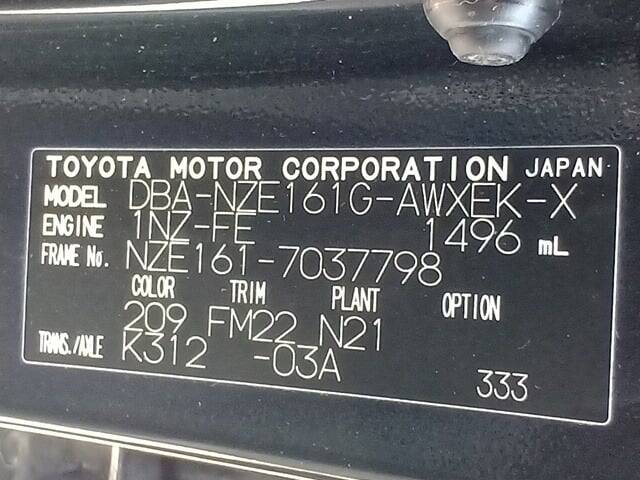 TOYOTA MOTOR CORPORATION JAPAN
MODEL DBA-NZE161G-AWXEK-X
ENGINE 1NZ-FE 1496 mL
FRAME No. NZE161-7037798
COLOR TRIM PLANT OPTION
209 FM22 N21
TRANS./AXLE K312 -03A
333